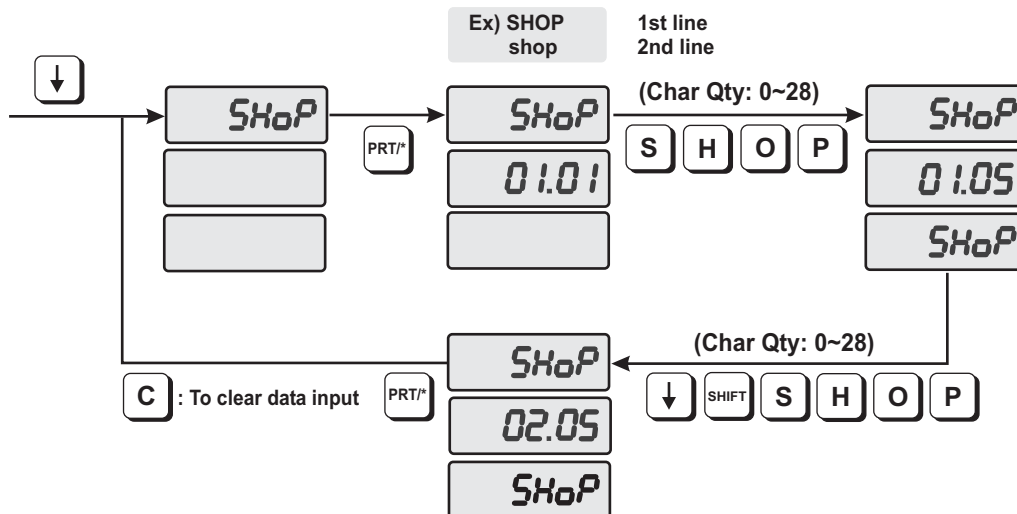 Ex) SHOP 1st line
shop 2nd line
↓
SHoP
PRT/*
SHoP
01.01
(Char Qty: 0~28)
S H O P
SHoP
01.05
SHoP
(Char Qty: 0~28)
↓ SHIFT S H O P
SHoP
02.05
SHoP
PRT/*
C : To clear data input